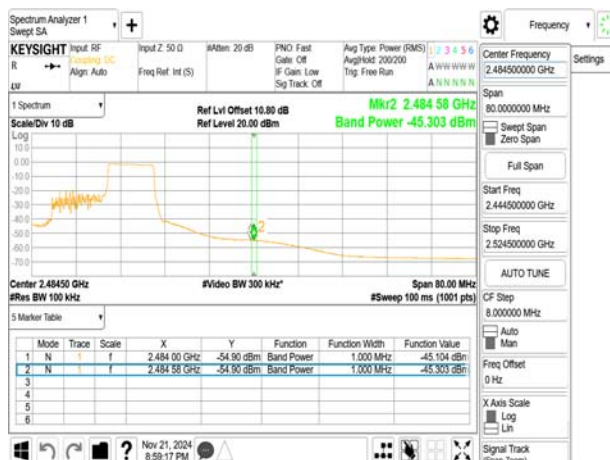 Spectrum Analyzer 1
Swept SA
+
Frequency
KEYSIGHT Input: RF Input Z: 50 Ω #Atten: 20 dB PNO: Fast Avg Type: Power (RMS) 1 2 3 4 5 6
R Coupling: DC Gate: Off Avg|Hold: 200/200 A W W W W W
Align: Auto Freq Ref: Int (S) IF Gain: Low Trig: Free Run
Sig Track: Off A N N N N N
Center Frequency
2.484500000 GHz
Settings
Span
80.0000000 MHz
Swept Span
Zero Span
Full Span
Start Freq
2.444500000 GHz
Stop Freq
2.524500000 GHz
AUTO TUNE
CF Step
8.000000 MHz
Auto
Man
Freq Offset
0 Hz
X Axis Scale
Log
Lin
Signal Track
1 Spectrum
Scale/Div 10 dB
Ref Lvl Offset 10.80 dB
Ref Level 20.00 dBm
Mkr2 2.484 58 GHz
Band Power -45.303 dBm
Log
10.0
0.00
-10.0
-20.0
-30.0
-40.0
-50.0
-60.0
-70.0
2
Center 2.48450 GHz #Video BW 300 kHz* Span 80.00 MHz
#Res BW 100 kHz #Sweep 100 ms (1001 pts)
5 Marker Table
Mode Trace Scale X Y Function Function Width Function Value
1 N 1 f 2.484 00 GHz -54.90 dBm Band Power 1.000 MHz -45.104 dBm
2 N 1 f 2.484 58 GHz -54.90 dBm Band Power 1.000 MHz -45.303 dBm
3
4
5
6
?
Nov 21, 2024
8:59:17 PM